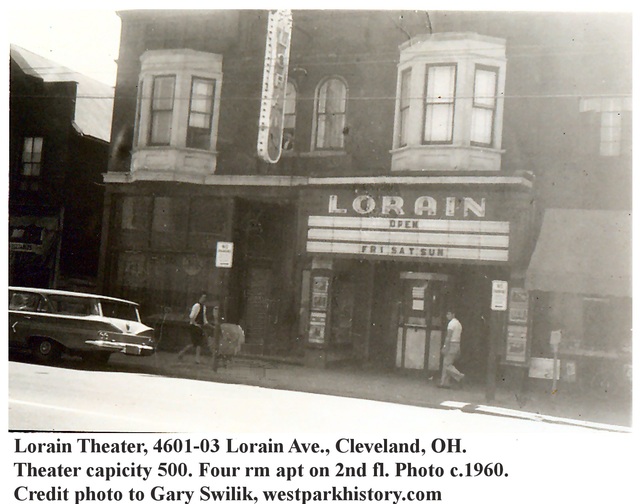 LORAIN
OPEN
FRI SAT SUN
NO
Lorain Theater, 4601-03 Lorain Ave., Cleveland, OH.
Theater capicity 500. Four rm apt on 2nd fl. Photo c.1960.
Credit photo to Gary Swilik, westparkhistory.com